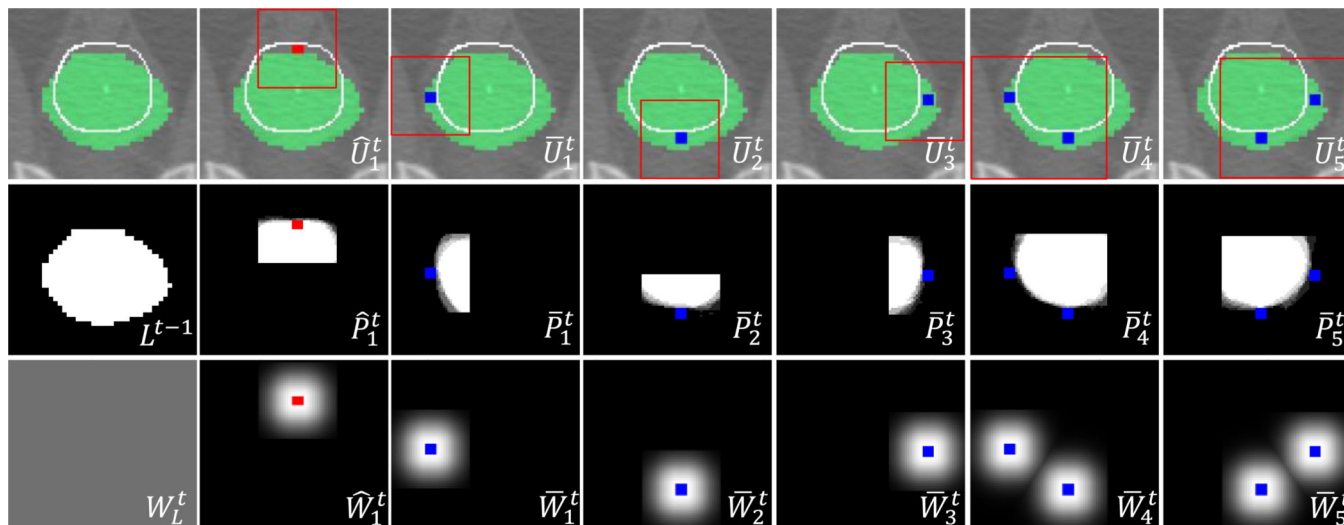 Û₁ᵗ Ū₁ᵗ Ū₂ᵗ Ū₃ᵗ Ū₄ᵗ Ū₅ᵗ
Lᵗ⁻¹ P̂₁ᵗ P̄₁ᵗ P̄₂ᵗ P̄₃ᵗ P̄₄ᵗ P̄₅ᵗ
W_Lᵗ Ŵ₁ᵗ W̄₁ᵗ W̄₂ᵗ W̄₃ᵗ W̄₄ᵗ W̄₅ᵗ